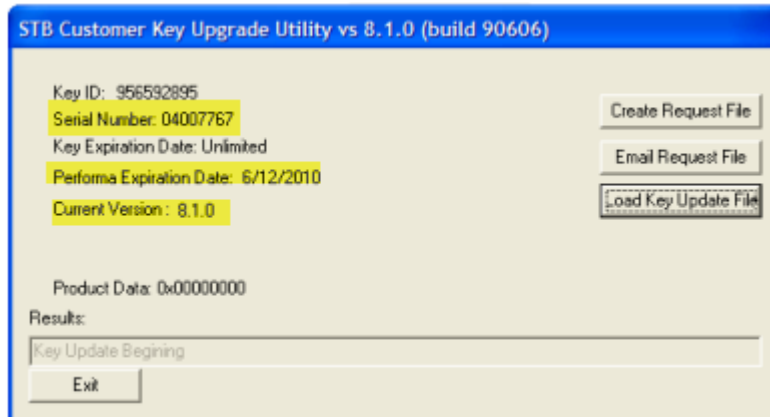 STB Customer Key Upgrade Utility vs 8.1.0 (build 90606)
Key ID: 956592895
Serial Number: 04007767
Key Expiration Date: Unlimited
Performa Expiration Date: 6/12/2010
Current Version : 8.1.0
Create Request File
Email Request File
Load Key Update File
Product Data: 0x00000000
Results:
Key Update Begining
Exit